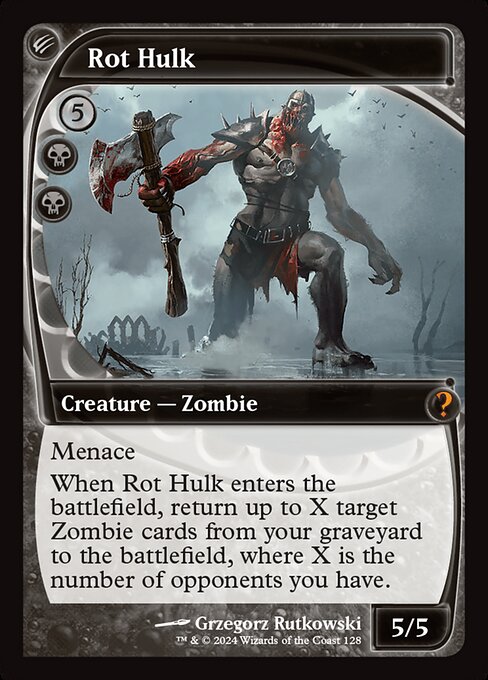 Rot Hulk
5
Creature — Zombie
?
Menace
When Rot Hulk enters the
battlefield, return up to X target
Zombie cards from your graveyard
to the battlefield, where X is the
number of opponents you have.
Grzegorz Rutkowski
™ & © 2024 Wizards of the Coast 128
5/5